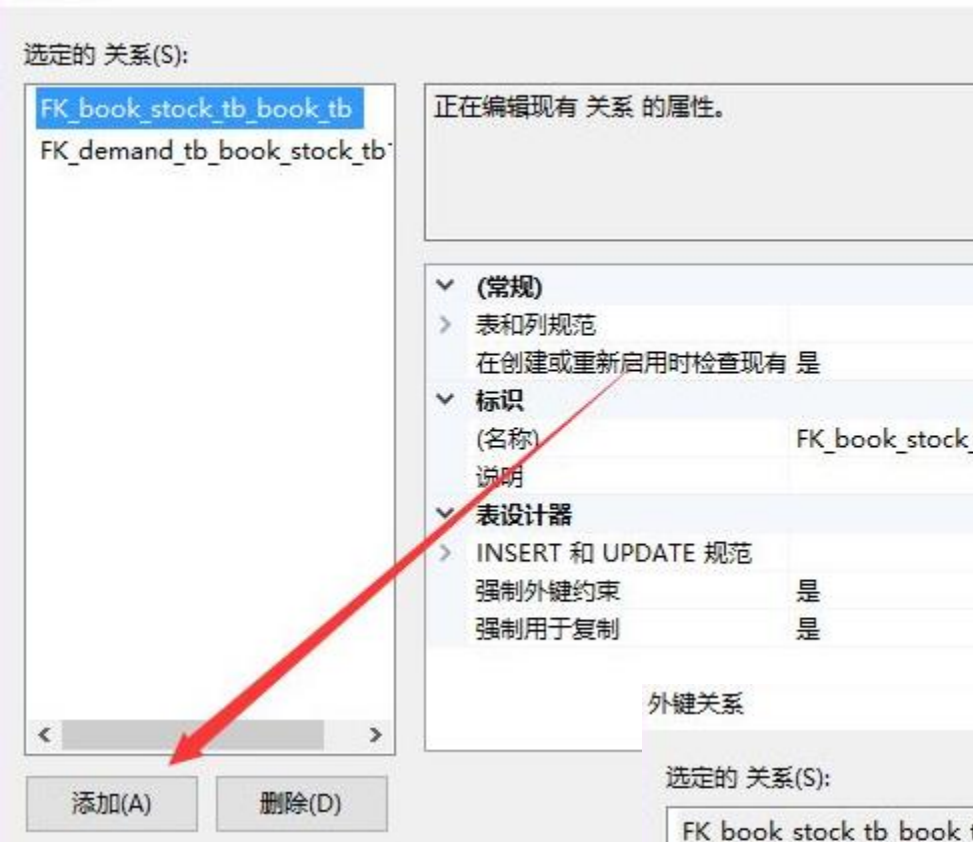 选定的 关系(S):
FK_book_stock_tb_book_tb
FK_demand_tb_book_stock_tb
正在编辑现有 关系 的属性。
(常规)
表和列规范
在创建或重新启用时检查现有 是
标识
(名称) FK_book_stock_
说明
表设计器
INSERT 和 UPDATE 规范
强制外键约束 是
强制用于复制 是
添加(A) 删除(D)
外键关系
选定的 关系(S):
FK_book_stock_tb_book_t